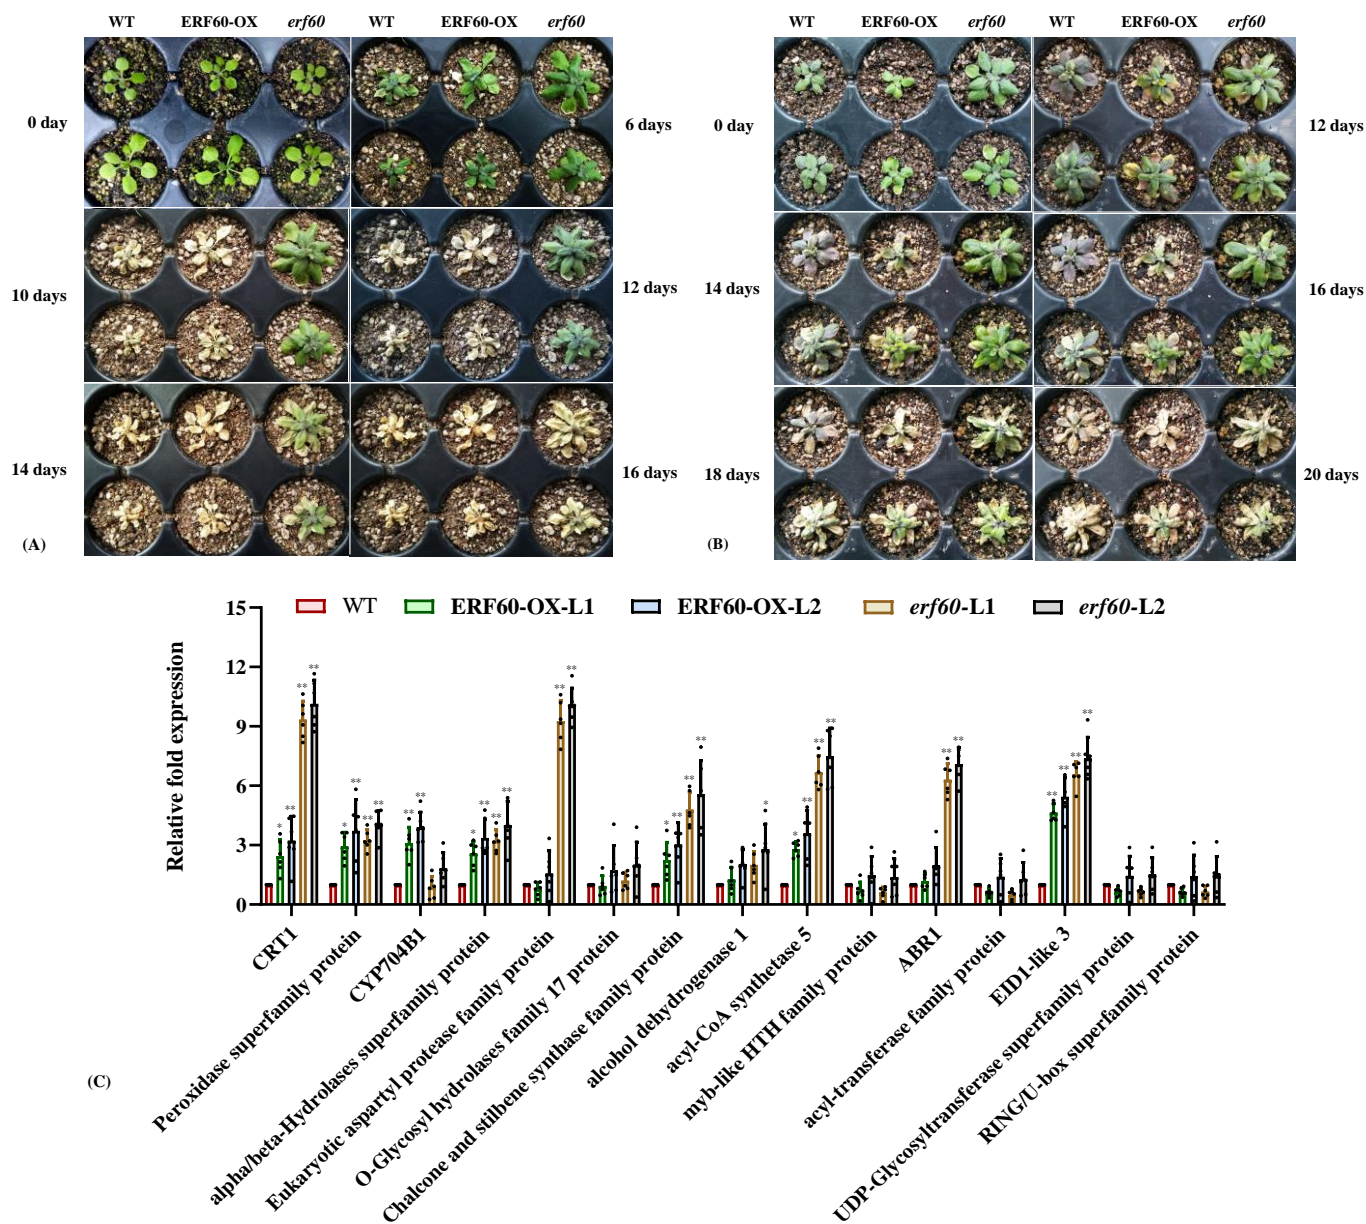 WT ERF60-OX erf60 WT ERF60-OX erf60
WT ERF60-OX erf60 WT ERF60-OX erf60
0 day
6 days
0 day
12 days
10 days
12 days
14 days
16 days
14 days
16 days
18 days
20 days
(A)
(B)
WT ERF60-OX-L1 ERF60-OX-L2 erf60-L1 erf60-L2
Relative fold expression
15
12
9
6
3
0
* ** ** **
* ** ** **
** **
* ** ** **
** **
* ** ** **
*
* ** ** **
** **
** ** ** **
CRT1
Peroxidase superfamily protein
CYP704B1
alpha/beta-Hydrolases superfamily protein
Eukaryotic aspartyl protease family protein
O-Glycosyl hydrolases family 17 protein
Chalcone and stilbene synthase family protein
alcohol dehydrogenase 1
acyl-CoA synthetase 5
myb-like HTH family protein
ABR1
acyl-transferase family protein
EID1-like 3
UDP-Glycosyltransferase superfamily protein
RING/U-box superfamily protein
(C)